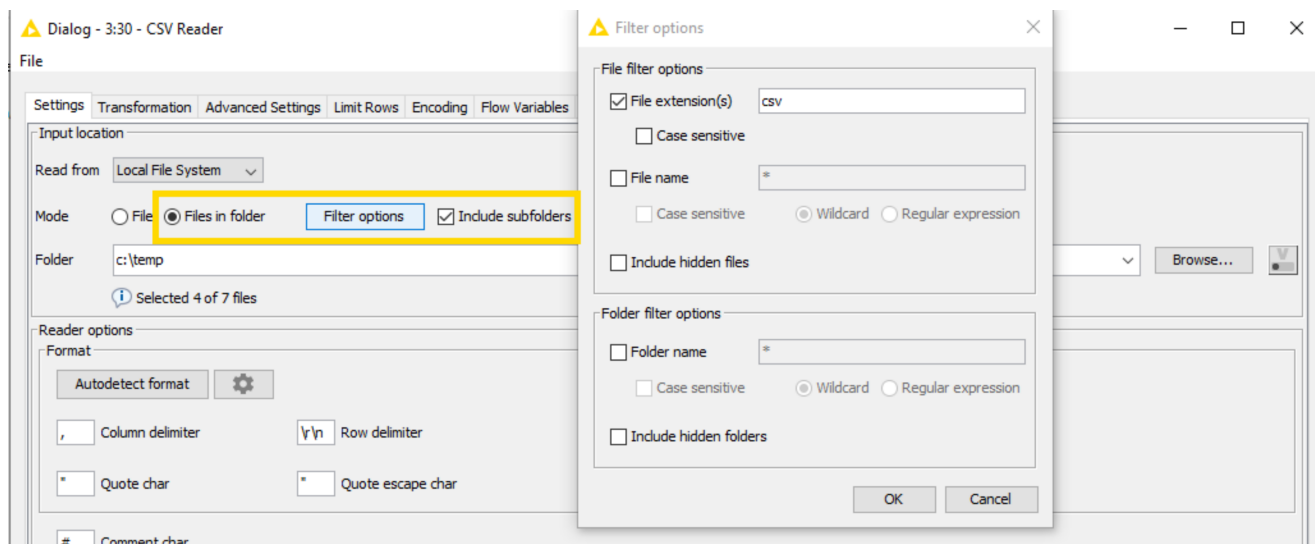 Dialog - 3:30 - CSV Reader
File
Settings Transformation Advanced Settings Limit Rows Encoding Flow Variables
Input location
Read from Local File System
Mode File Files in folder Filter options Include subfolders
Folder c:\temp Browse...
V
Selected 4 of 7 files
Reader options
Format
Autodetect format
, Column delimiter \r\n Row delimiter
" Quote char " Quote escape char
# Comment char
Filter options
File filter options
File extension(s) csv
Case sensitive
File name *
Case sensitive Wildcard Regular expression
Include hidden files
Folder filter options
Folder name *
Case sensitive Wildcard Regular expression
Include hidden folders
OK Cancel